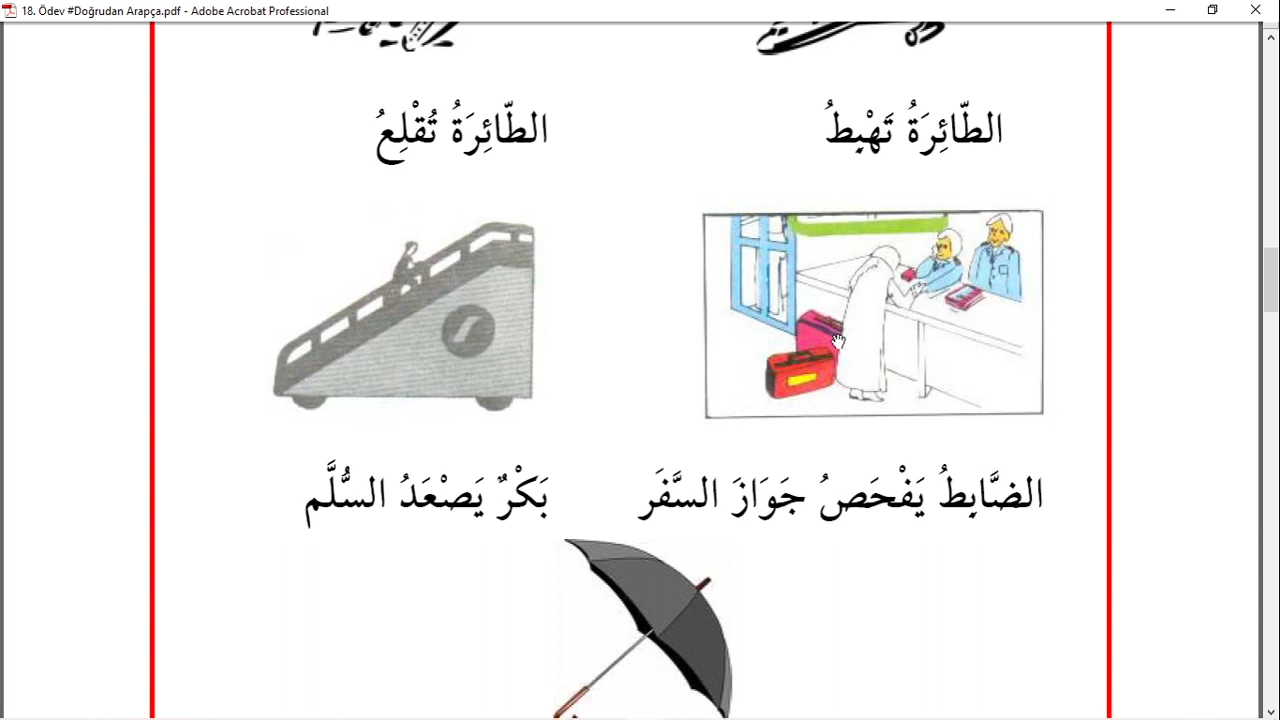 18. Ödev #Doğrudan Arapça.pdf - Adobe Acrobat Professional
الطّائِرَةُ تَهْبِطُ
الطّائِرَةُ تُقْلِعُ
الضَّابِطُ يَفْحَصُ جَوَازَ السَّفَر
بَكْرٌ يَصْعَدُ السُّلَّم